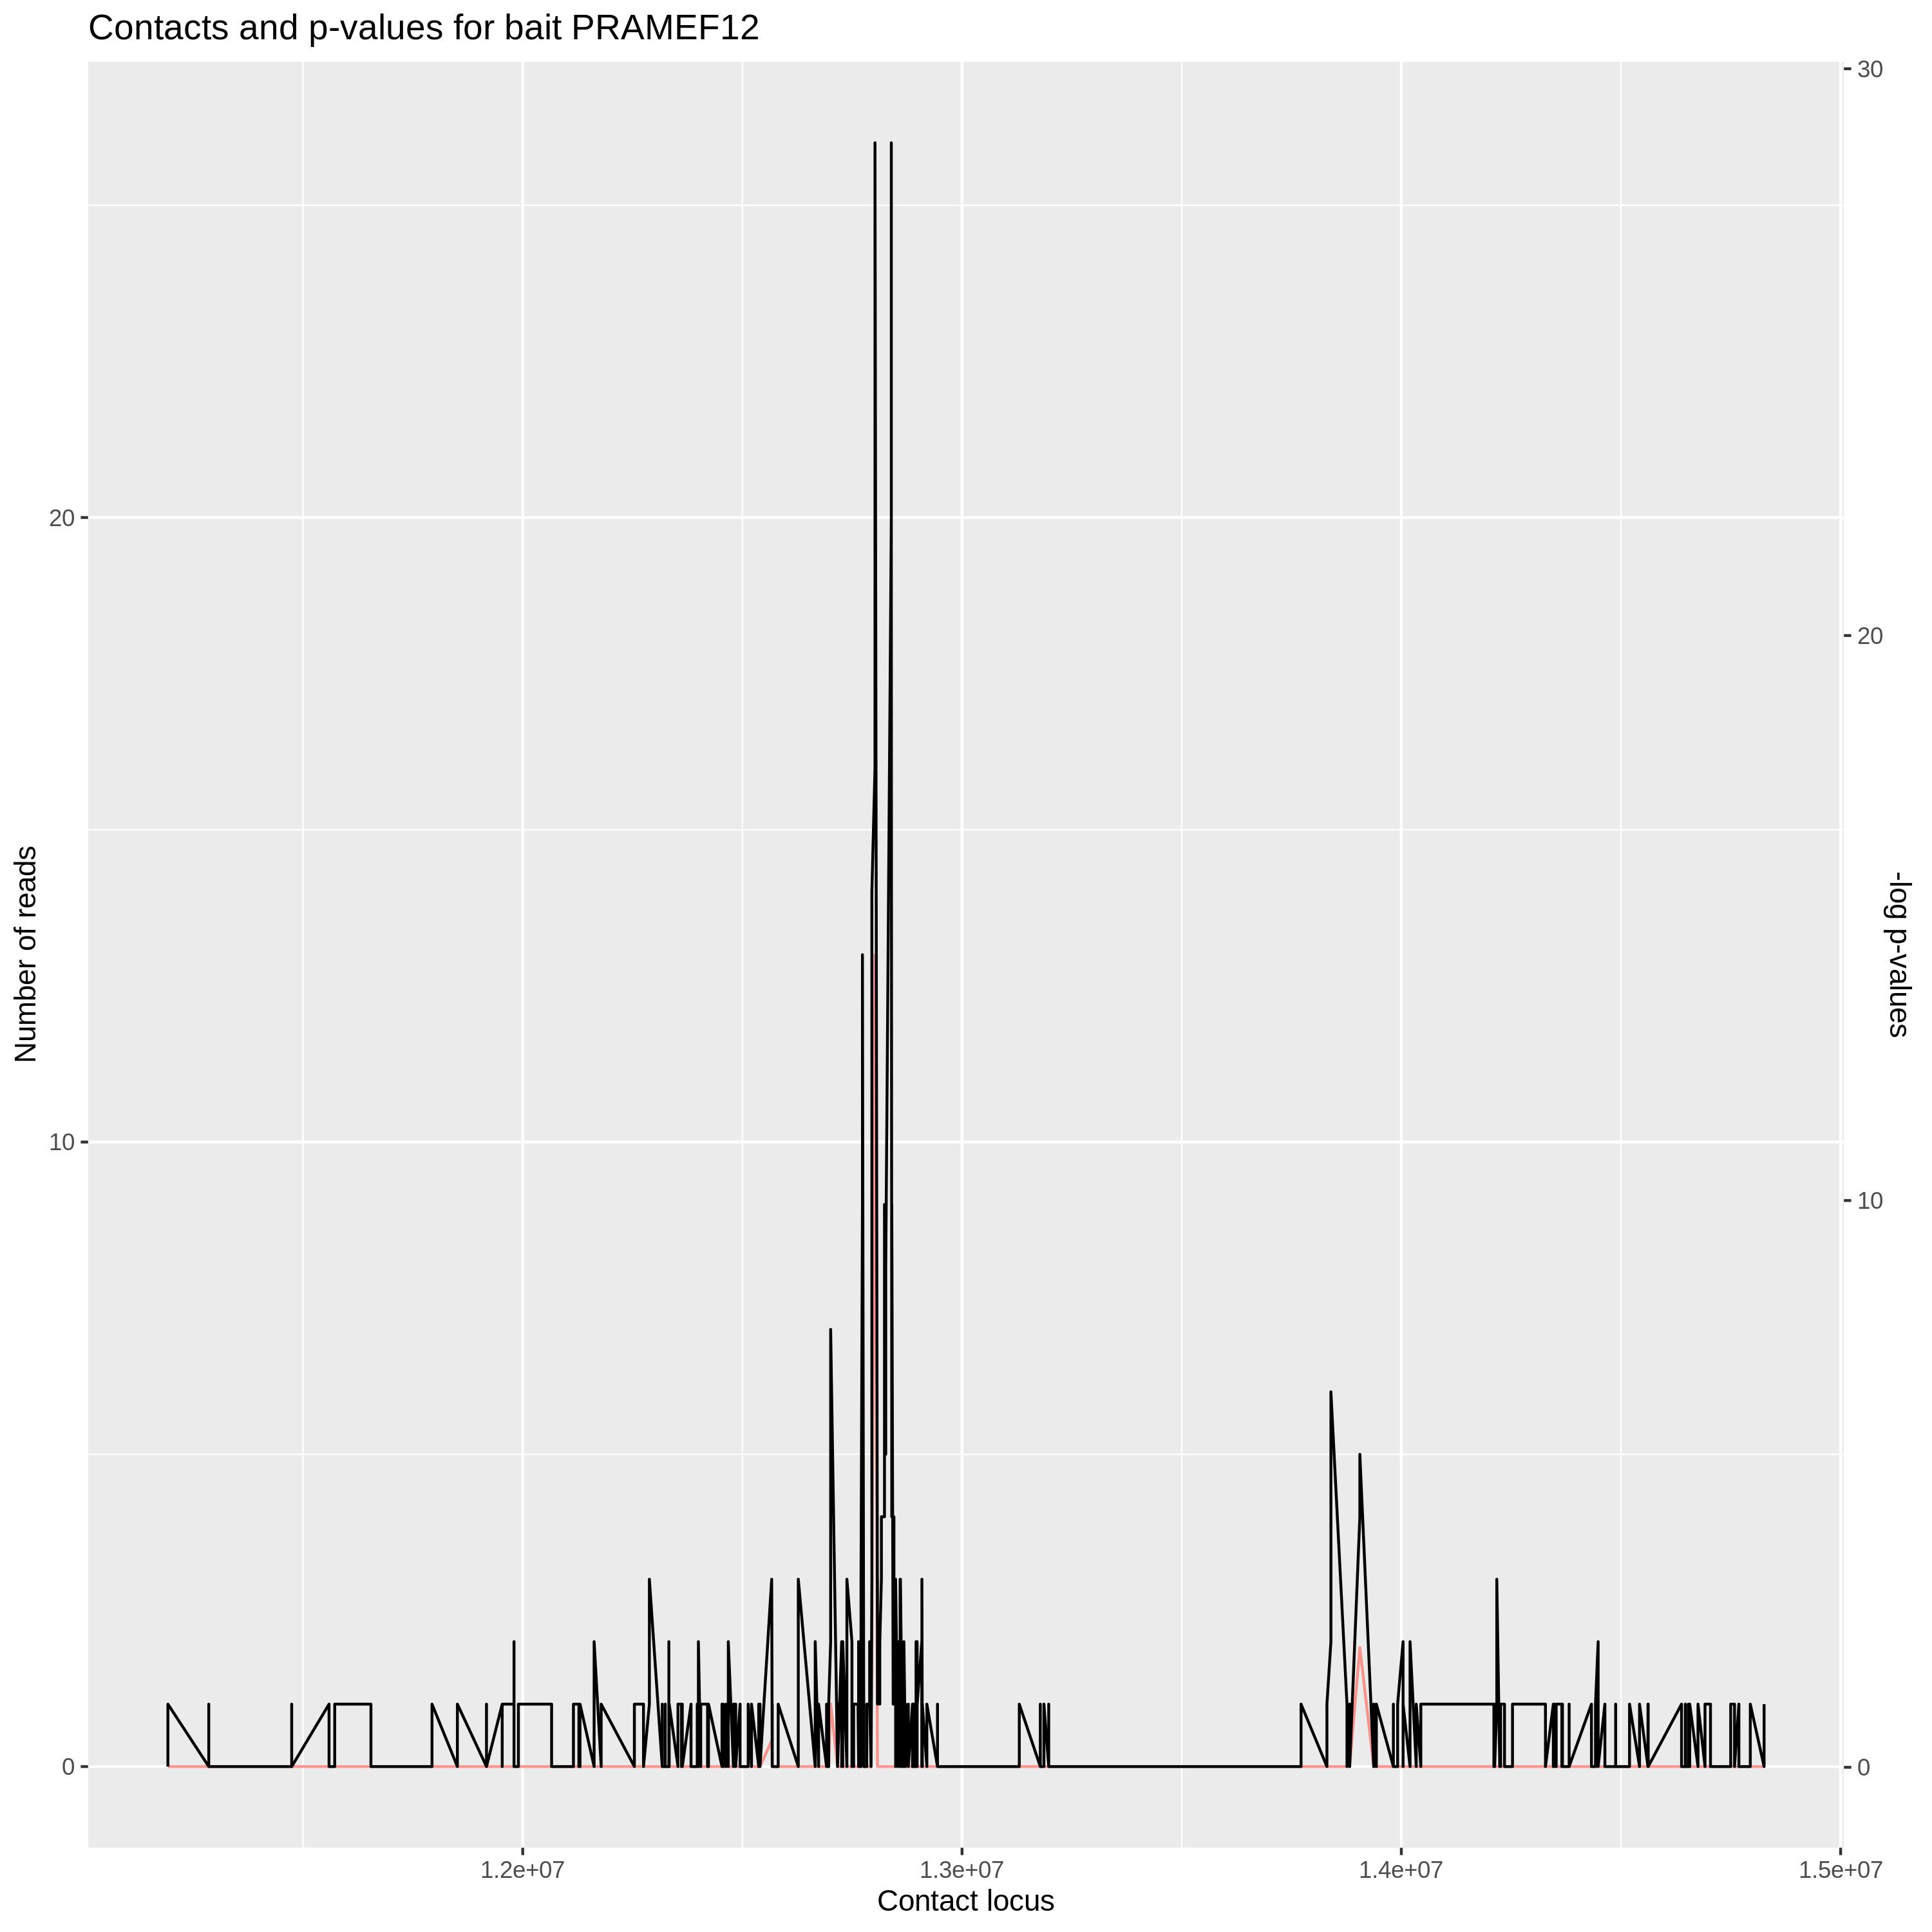 Contacts and p-values for bait PRAMEF12
30
20
20
10
10
0
0
Number of reads
-log p-values
1.2e+07
1.3e+07
1.4e+07
1.5e+07
Contact locus